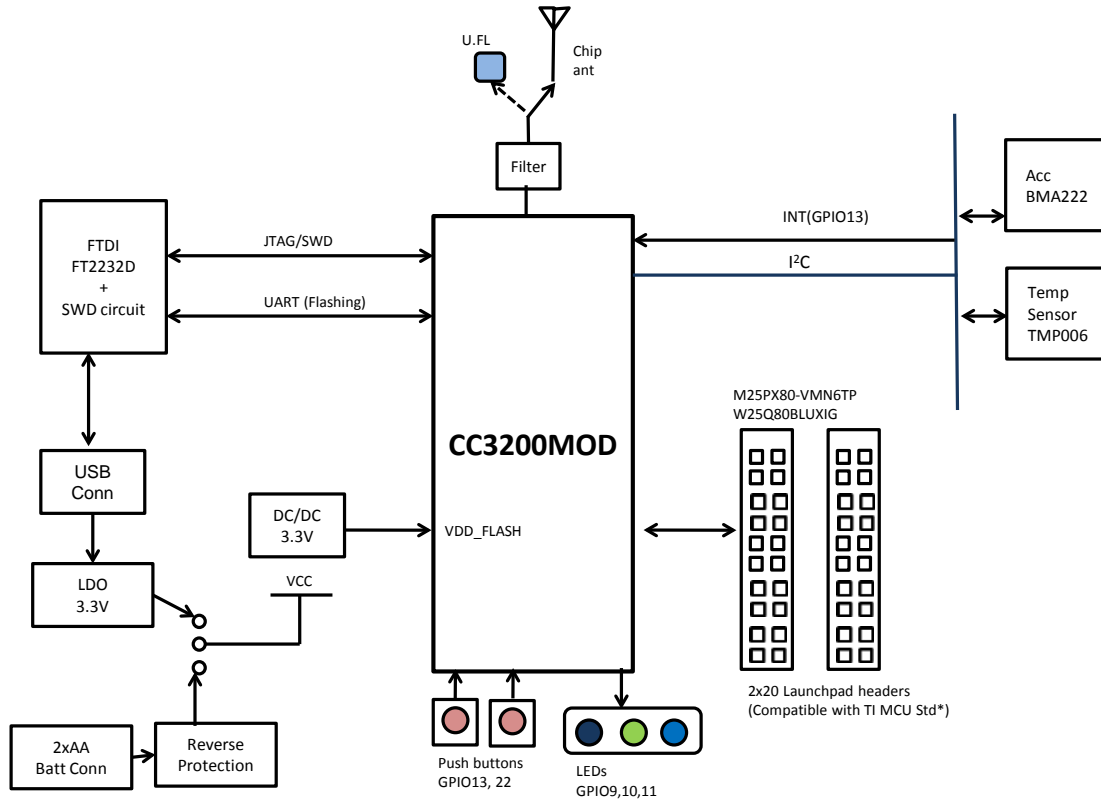 U.FL
Chip
ant
Filter
FTDI
FT2232D
+
SWD circuit
JTAG/SWD
UART (Flashing)
INT(GPIO13)
I²C
Acc
BMA222
Temp
Sensor
TMP006
CC3200MOD
M25PX80-VMN6TP
W25Q80BLUXIG
USB
Conn
DC/DC
3.3V
VDD_FLASH
LDO
3.3V
VCC
2xAA
Batt Conn
Reverse
Protection
Push buttons
GPIO13, 22
LEDs
GPIO9,10,11
2x20 Launchpad headers
(Compatible with TI MCU Std*)